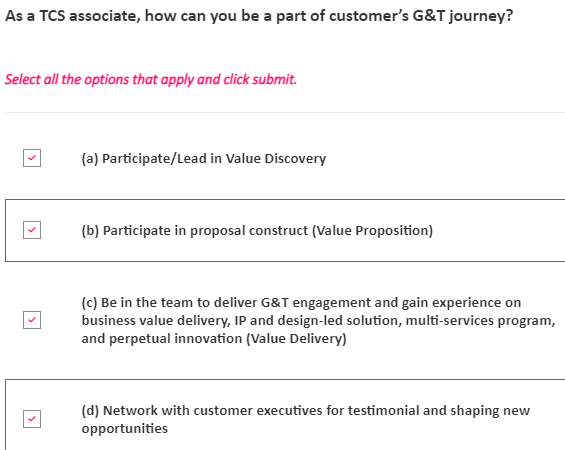 As a TCS associate, how can you be a part of customer's G&T journey?
Select all the options that apply and click submit.
(a) Participate/Lead in Value Discovery
(b) Participate in proposal construct (Value Proposition)
(c) Be in the team to deliver G&T engagement and gain experience on
business value delivery, IP and design-led solution, multi-services program,
and perpetual innovation (Value Delivery)
(d) Network with customer executives for testimonial and shaping new
opportunities